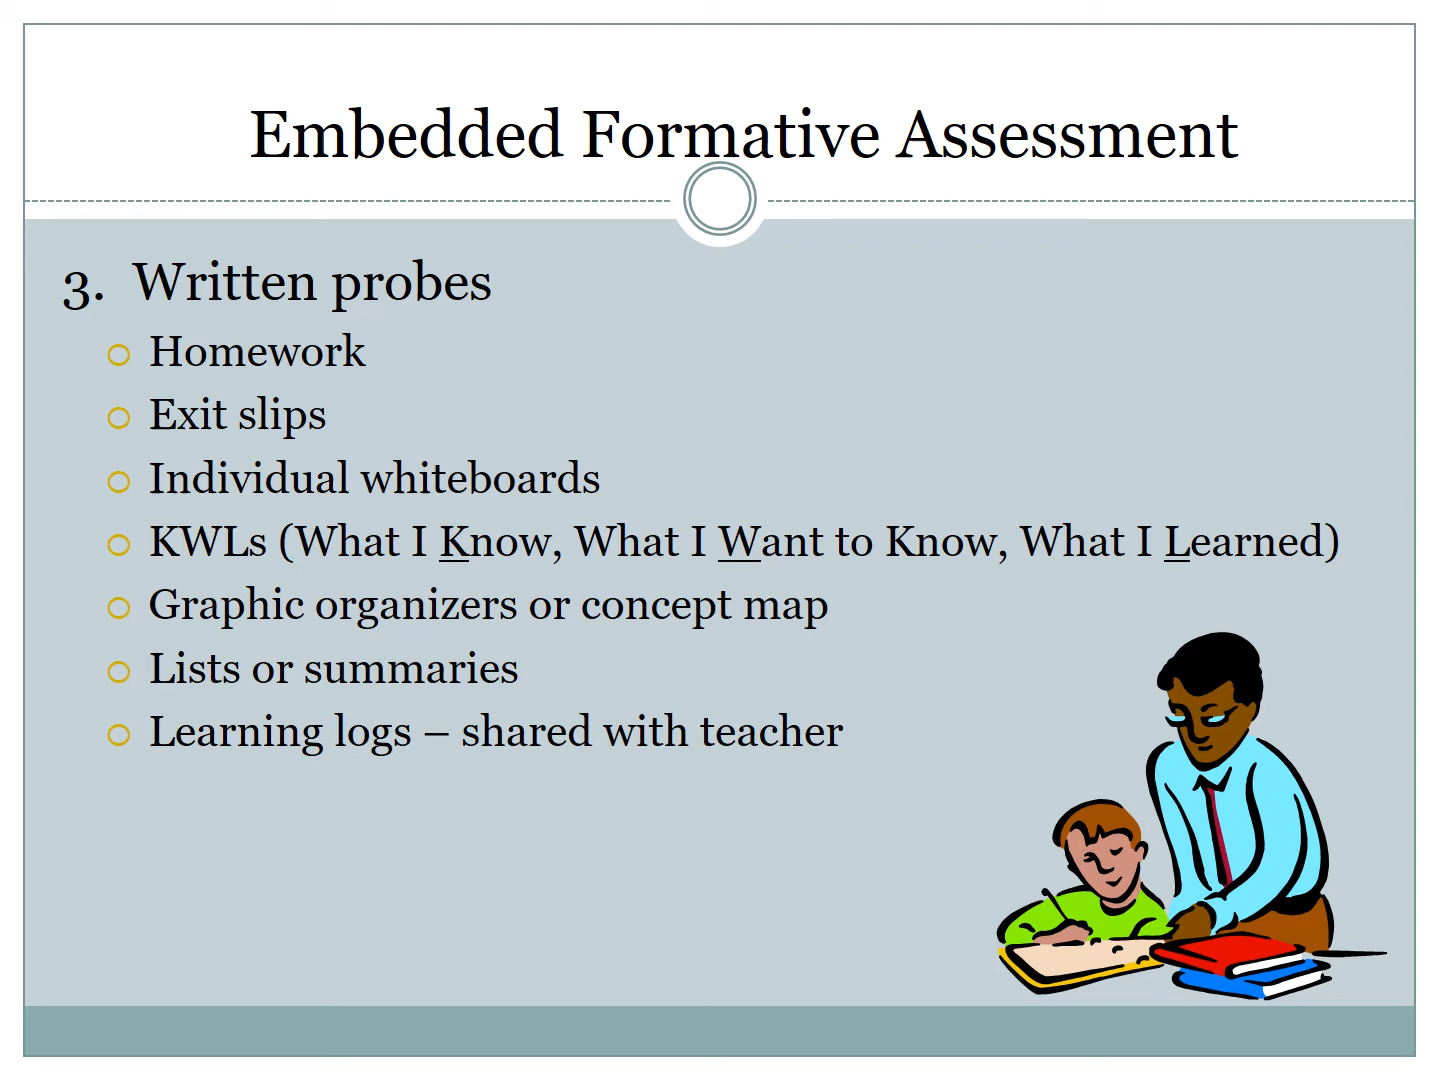 Embedded Formative Assessment
3. Written probes
Homework
Exit slips
Individual whiteboards
KWLs (What I Know, What I Want to Know, What I Learned)
Graphic organizers or concept map
Lists or summaries
Learning logs – shared with teacher